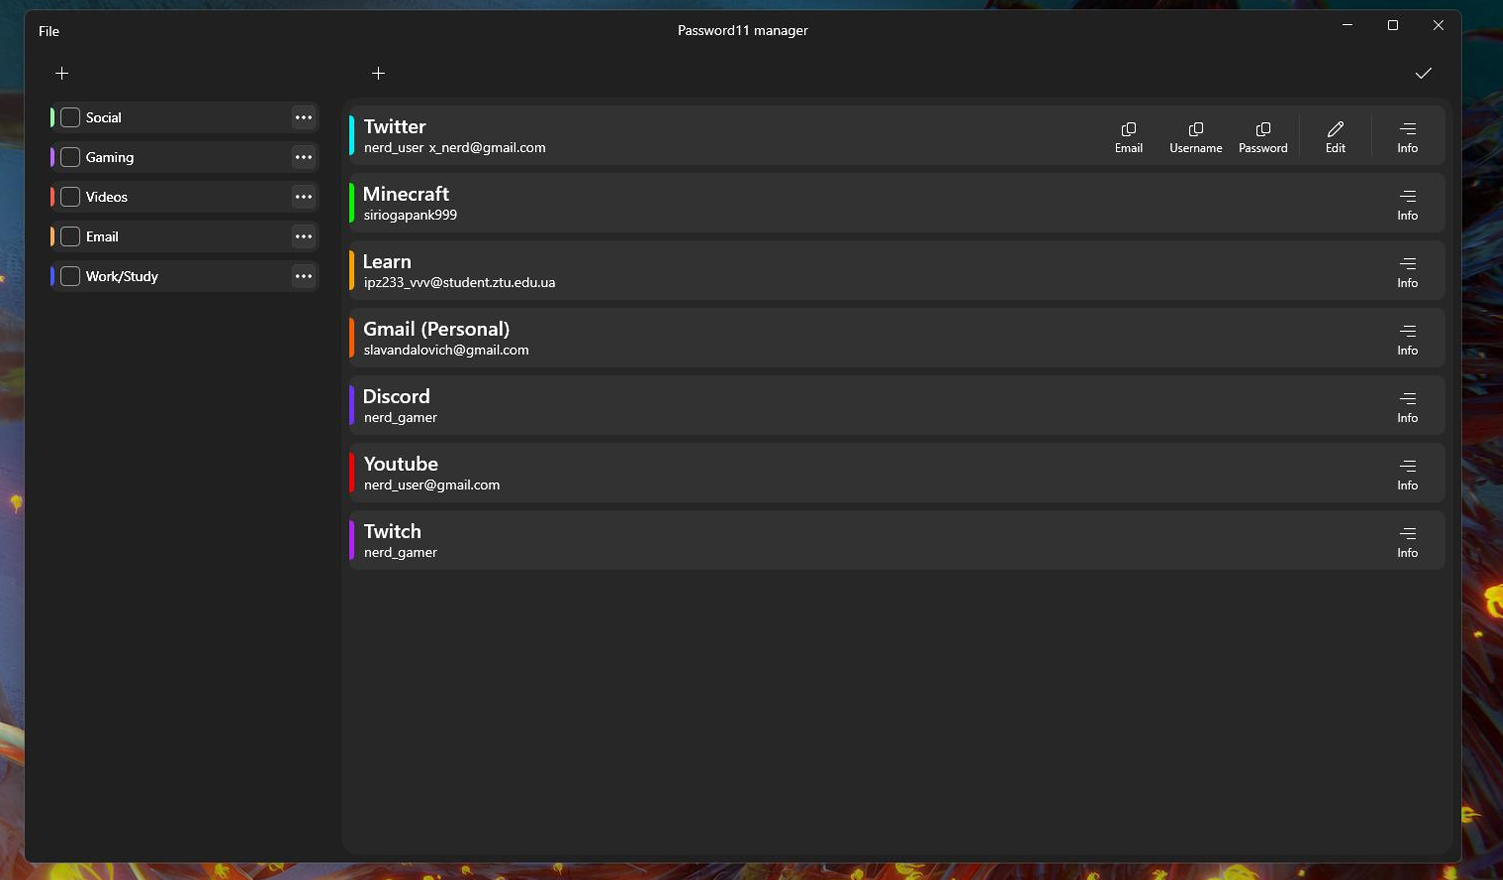 File
Password11 manager
Social
Gaming
Videos
Email
Work/Study
Twitter
nerd_user x_nerd@gmail.com
Email
Username
Password
Edit
Info
Minecraft
siriogapank999
Info
Learn
ipz233_vvv@student.ztu.edu.ua
Info
Gmail (Personal)
slavandalovich@gmail.com
Info
Discord
nerd_gamer
Info
Youtube
nerd_user@gmail.com
Info
Twitch
nerd_gamer
Info